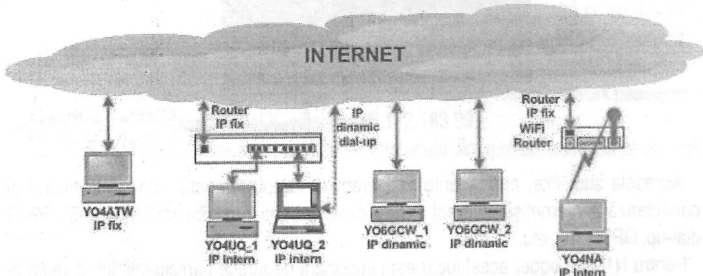 INTERNET
Router
IP fix
IP
dinamic
dial-up
Router
IP fix
WiFi
Router
YO4ATW
IP fix
YO4UQ_1
IP intern
YO4UQ_2
IP intern
YO6GCW_1
IP dinamic
YO6GCW_2
IP dinamic
YO4NA
IP intern